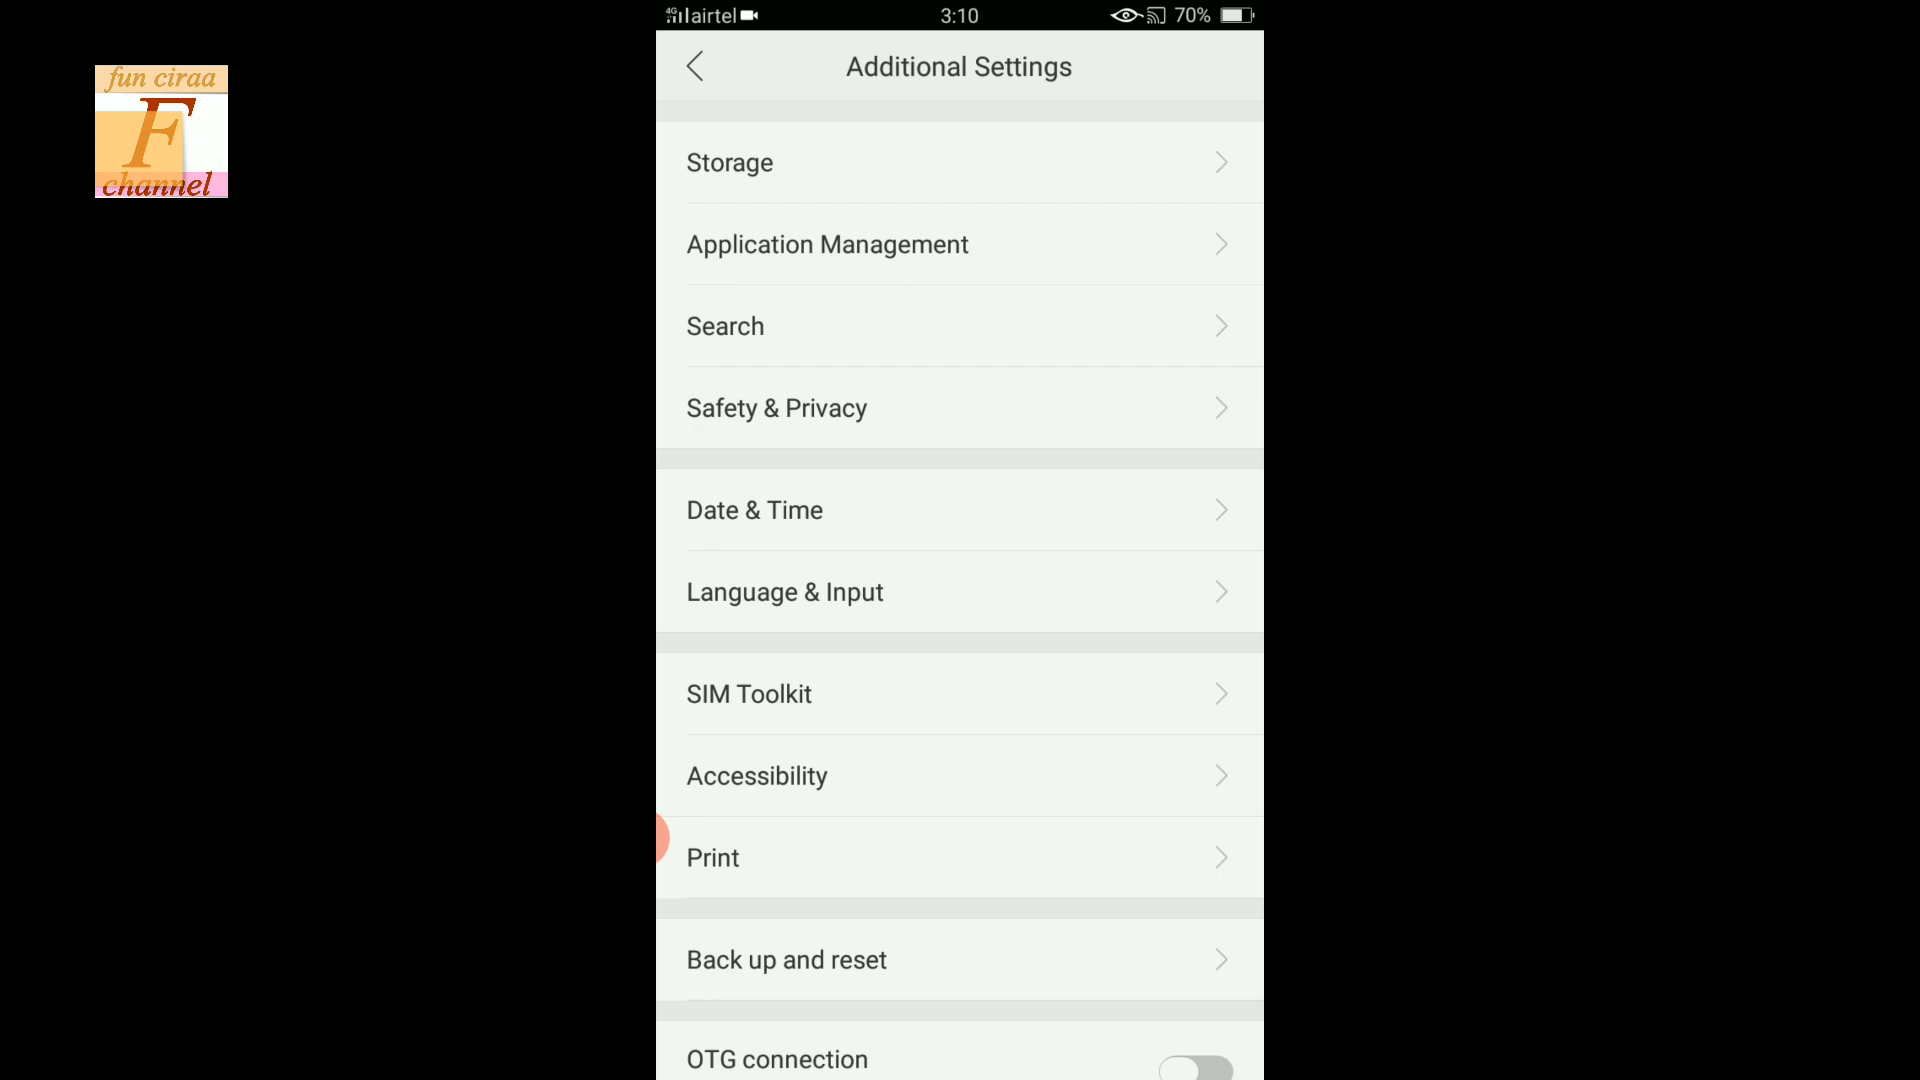 fun ciraa
F
channel
4G airtel 3:10 70%
Additional Settings
Storage
Application Management
Search
Safety & Privacy
Date & Time
Language & Input
SIM Toolkit
Accessibility
Print
Back up and reset
OTG connection